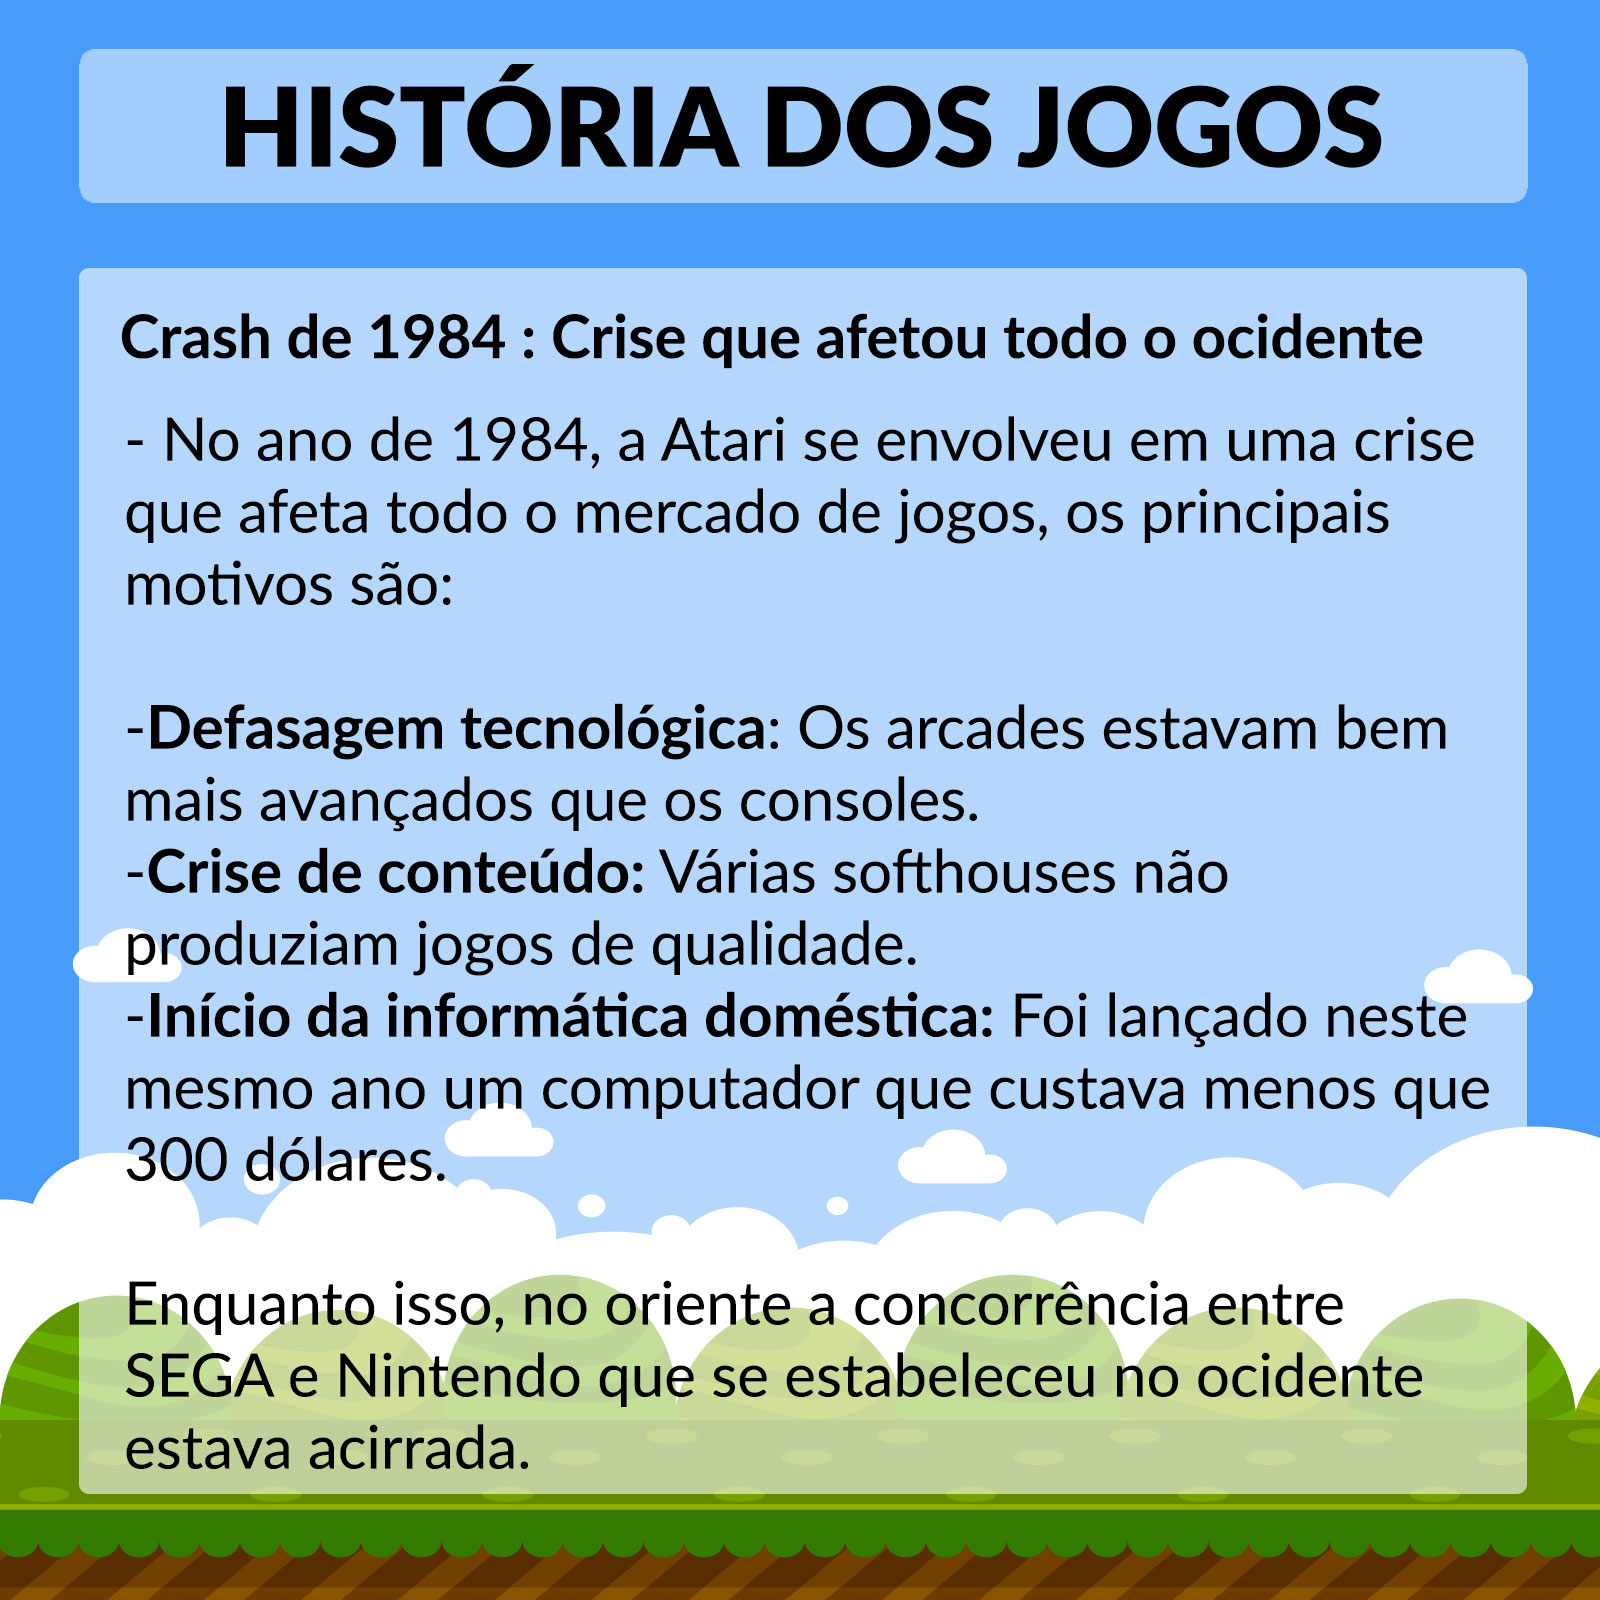 HISTÓRIA DOS JOGOS
Crash de 1984 : Crise que afetou todo o ocidente
- No ano de 1984, a Atari se envolveu em uma crise
que afeta todo o mercado de jogos, os principais
motivos são:
-Defasagem tecnológica: Os arcades estavam bem
mais avançados que os consoles.
-Crise de conteúdo: Várias softhouses não
produziam jogos de qualidade.
-Início da informática doméstica: Foi lançado neste
mesmo ano um computador que custava menos que
300 dólares.
Enquanto isso, no oriente a concorrência entre
SEGA e Nintendo que se estabeleceu no ocidente
estava acirrada.